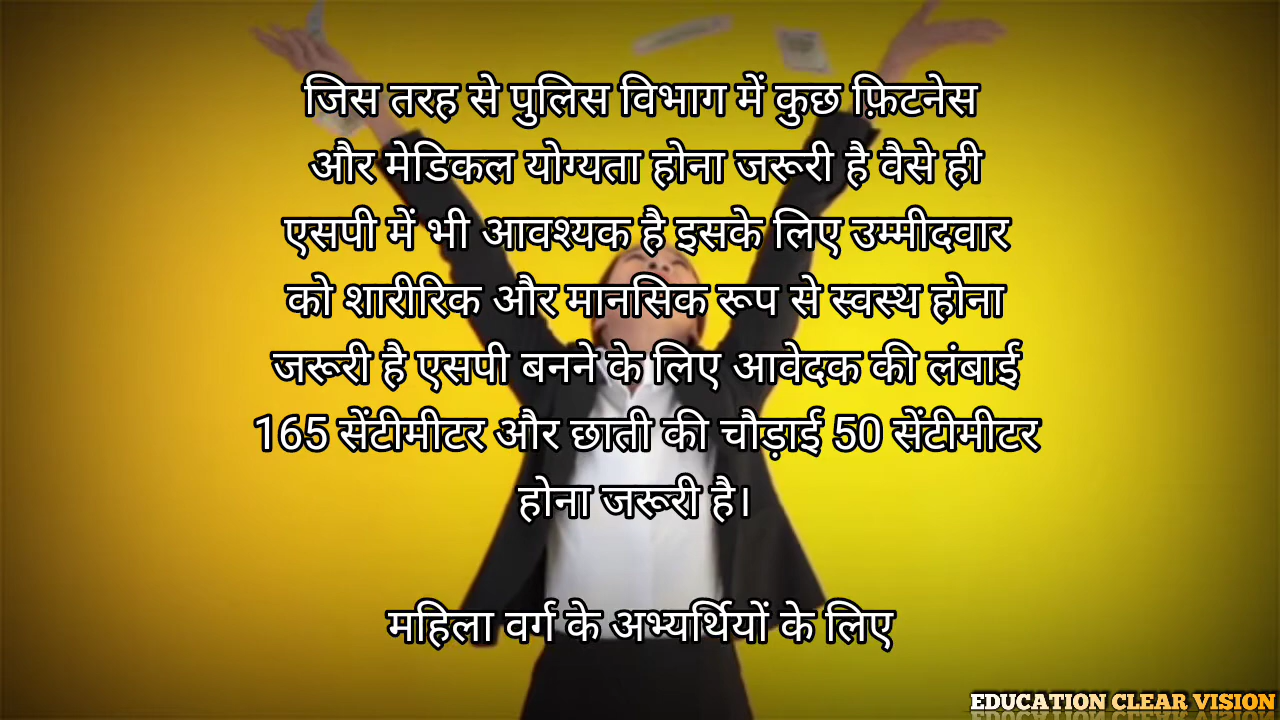 जिस तरह से पुलिस विभाग में कुछ फ़िटनेस
और मेडिकल योग्यता होना जरूरी है वैसे ही
एसपी में भी आवश्यक है इसके लिए उम्मीदवार
को शारीरिक और मानसिक रूप से स्वस्थ होना
जरूरी है एसपी बनने के लिए आवेदक की लंबाई
165 सेंटीमीटर और छाती की चौड़ाई 50 सेंटीमीटर
होना जरूरी है।
महिला वर्ग के अभ्यर्थियों के लिए
EDUCATION CLEAR VISION